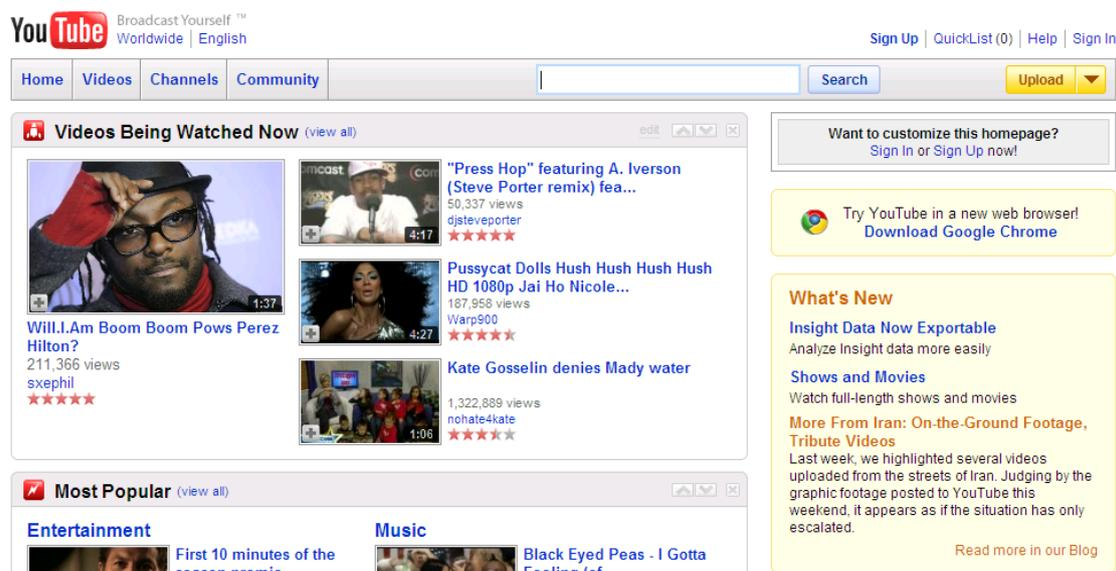 YouTube
Broadcast Yourself ™
Worldwide | English
Sign Up | QuickList (0) | Help | Sign In
Home Videos Channels Community Search Upload
Videos Being Watched Now (view all) edit
1:37
Will.I.Am Boom Boom Pows Perez
Hilton?
211,366 views
sxephil
comcast.
4:17
"Press Hop" featuring A. Iverson
(Steve Porter remix) fea...
50,337 views
djsteveporter
4:27
Pussycat Dolls Hush Hush Hush Hush
HD 1080p Jai Ho Nicole...
187,958 views
Warp900
1:06
Kate Gosselin denies Mady water
1,322,889 views
nohate4kate
Most Popular (view all)
Entertainment
First 10 minutes of the
Music
Black Eyed Peas - I Gotta
Want to customize this homepage?
Sign In or Sign Up now!
Try YouTube in a new web browser!
Download Google Chrome
What's New
Insight Data Now Exportable
Analyze Insight data more easily
Shows and Movies
Watch full-length shows and movies
More From Iran: On-the-Ground Footage,
Tribute Videos
Last week, we highlighted several videos
uploaded from the streets of Iran. Judging by the
graphic footage posted to YouTube this
weekend, it appears as if the situation has only
escalated.
Read more in our Blog